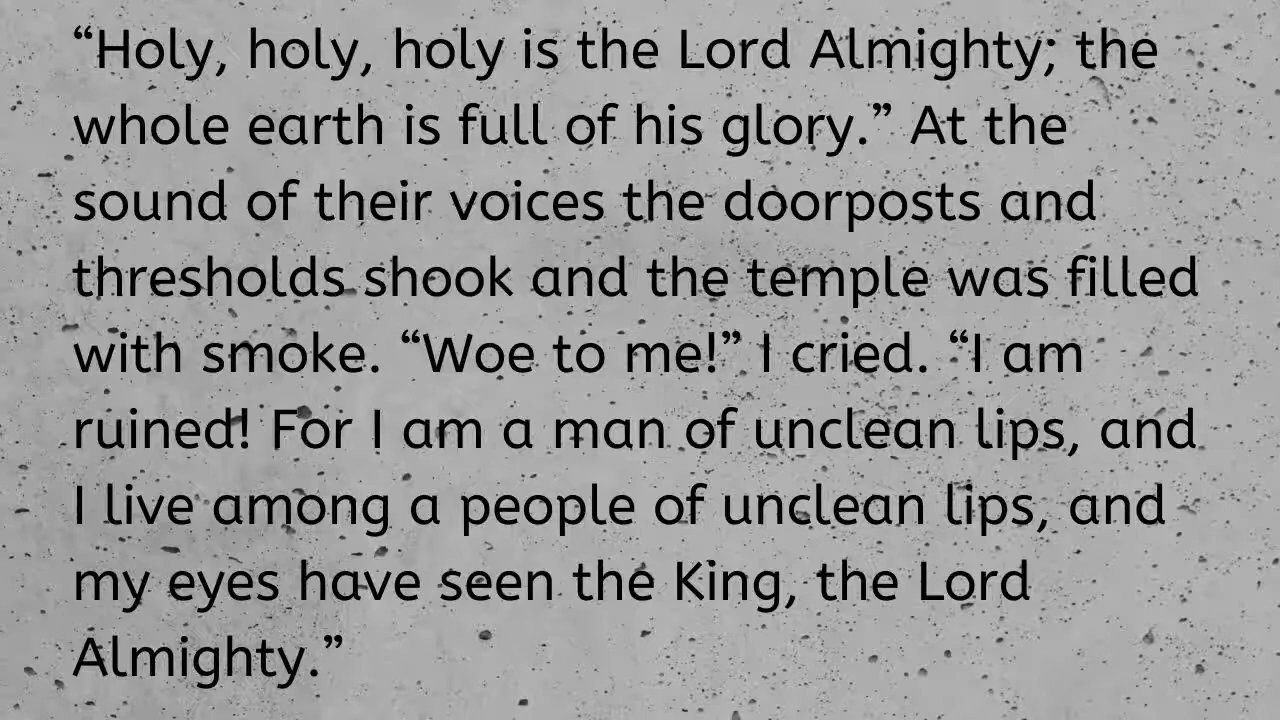 “Holy, holy, holy is the Lord Almighty; the
whole earth is full of his glory.” At the
sound of their voices the doorposts and
thresholds shook and the temple was filled
with smoke. “Woe to me!” I cried. “I am
ruined! For I am a man of unclean lips, and
I live among a people of unclean lips, and
my eyes have seen the King, the Lord
Almighty.”